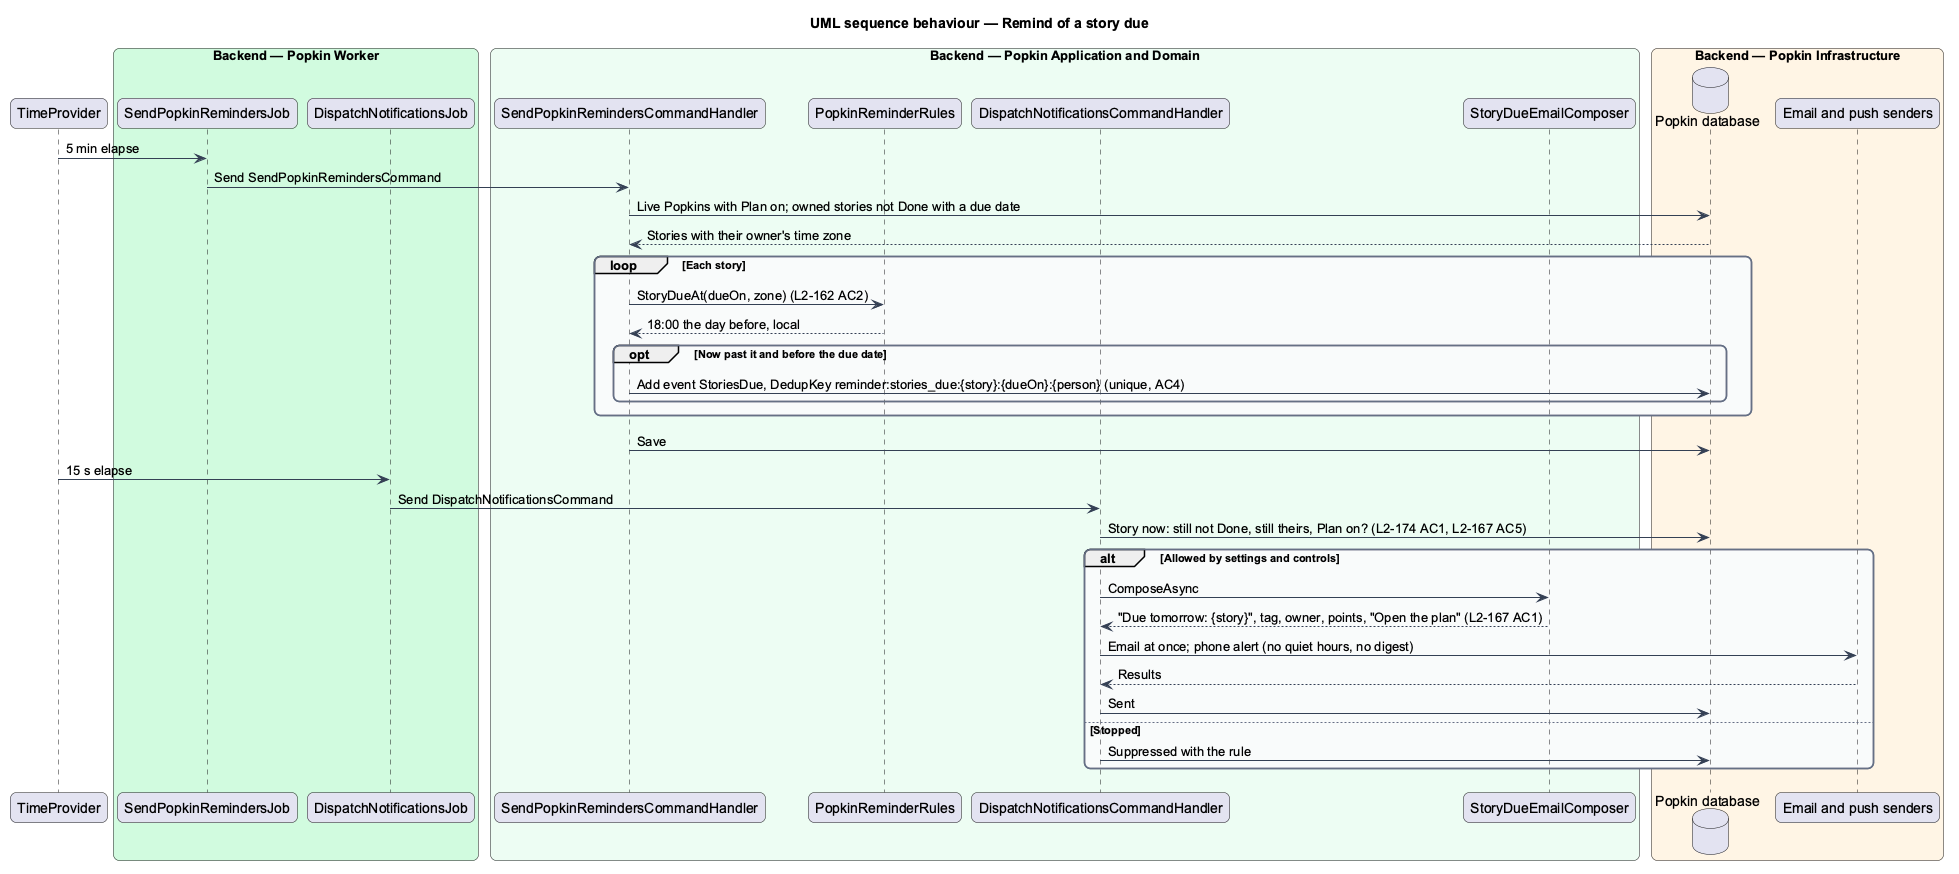 UML sequence behaviour — Remind of a story due
Backend — Popkin Worker
Backend — Popkin Application and Domain
Backend — Popkin Infrastructure
TimeProvider
SendPopkinRemindersJob
DispatchNotificationsJob
SendPopkinRemindersCommandHandler
PopkinReminderRules
DispatchNotificationsCommandHandler
StoryDueEmailComposer
Popkin database
Email and push senders
5 min elapse
Send SendPopkinRemindersCommand
Live Popkins with Plan on; owned stories not Done with a due date
Stories with their owner's time zone
loop
[Each story]
StoryDueAt(dueOn, zone) (L2-162 AC2)
18:00 the day before, local
opt
[Now past it and before the due date]
Add event StoriesDue, DedupKey reminder:stories_due:{story}:{dueOn}:{person} (unique, AC4)
Save
15 s elapse
Send DispatchNotificationsCommand
Story now: still not Done, still theirs, Plan on? (L2-174 AC1, L2-167 AC5)
alt
[Allowed by settings and controls]
ComposeAsync
"Due tomorrow: {story}", tag, owner, points, "Open the plan" (L2-167 AC1)
Email at once; phone alert (no quiet hours, no digest)
Results
Sent
[Stopped]
Suppressed with the rule
TimeProvider
SendPopkinRemindersJob
DispatchNotificationsJob
SendPopkinRemindersCommandHandler
PopkinReminderRules
DispatchNotificationsCommandHandler
StoryDueEmailComposer
Popkin database
Email and push senders